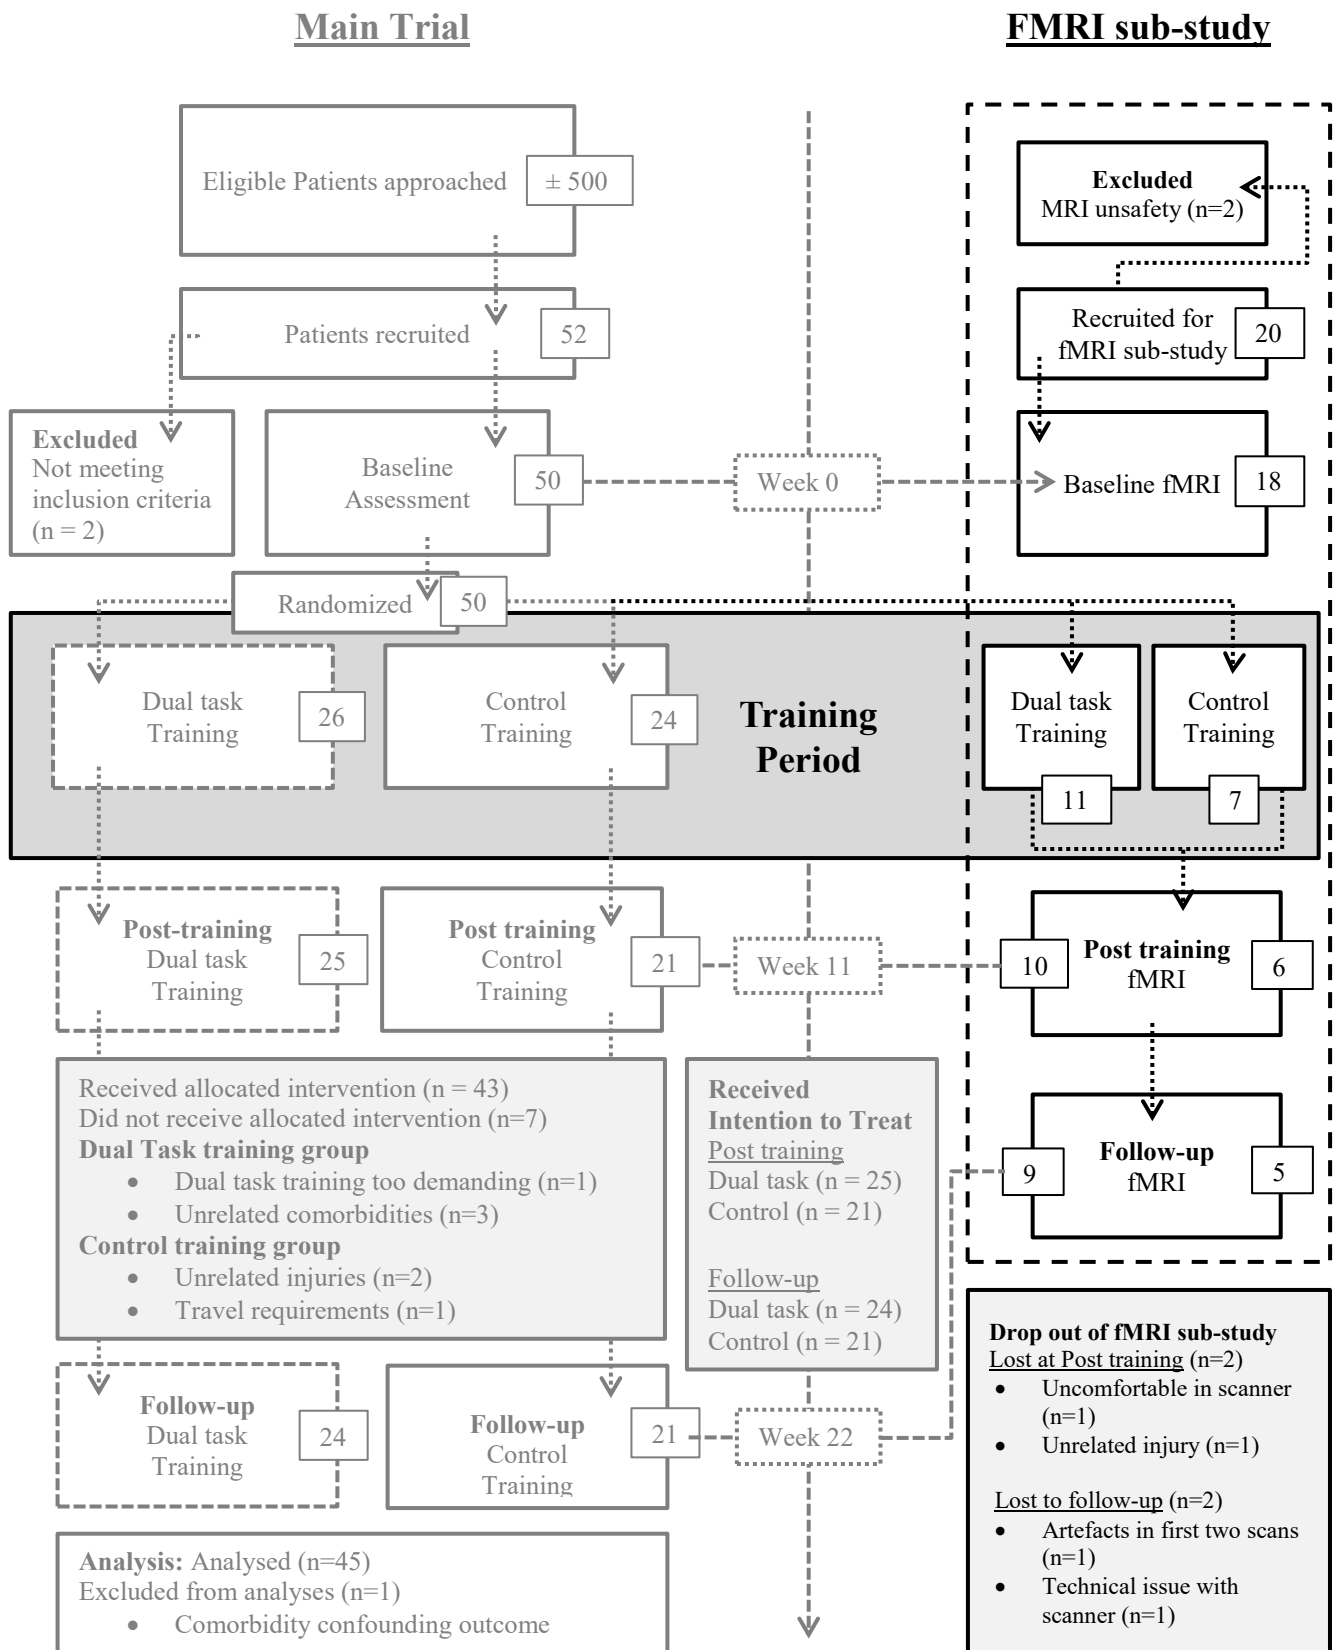 Main Trial
FMRI sub-study
Eligible Patients approached
± 500
Excluded
MRI unsafety (n=2)
Patients recruited
52
Recruited for
fMRI sub-study
20
Excluded
Not meeting
inclusion criteria
(n = 2)
Baseline
Assessment
50
Week 0
Baseline fMRI
18
Randomized
50
Dual task
Training
26
Control
Training
24
Training
Period
Dual task
Training
11
Control
Training
7
Post-training
Dual task
Training
25
Post training
Control
Training
21
Week 11
10
Post training
fMRI
6
Received allocated intervention (n = 43)
Did not receive allocated intervention (n=7)
Dual Task training group
• Dual task training too demanding (n=1)
• Unrelated comorbidities (n=3)
Control training group
• Unrelated injuries (n=2)
• Travel requirements (n=1)
Received
Intention to Treat
Post training
Dual task (n = 25)
Control (n = 21)
Follow-up
Dual task (n = 24)
Control (n = 21)
9
Follow-up
fMRI
5
Follow-up
Dual task
Training
24
Follow-up
Control
Training
21
Week 22
Drop out of fMRI sub-study
Lost at Post training (n=2)
• Uncomfortable in scanner
(n=1)
• Unrelated injury (n=1)
Lost to follow-up (n=2)
• Artefacts in first two scans
(n=1)
• Technical issue with
scanner (n=1)
Analysis: Analysed (n=45)
Excluded from analyses (n=1)
• Comorbidity confounding outcome